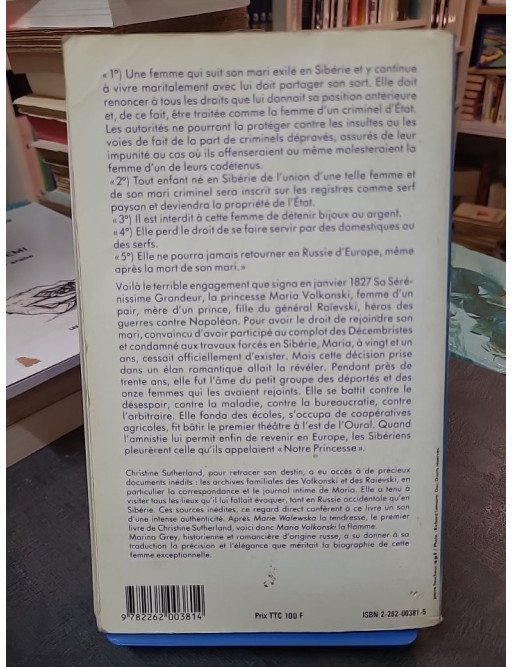 « 1°) Une femme qui suit son mari exilé en Sibérie et y continue
à vivre maritalement avec lui doit partager son sort. Elle doit
renoncer à tous les droits que lui donnait sa position antérieure
et, de ce fait, être traitée comme la femme d'un criminel d'État.
Les autorités ne pourront la protéger contre les insultes ou les
voies de fait de la part de criminels dépravés, assurés de leur
impunité au cas où ils offenseraient ou même molesteraient la
femme d'un de leurs codétenus.
« 2°) Tout enfant né en Sibérie de l'union d'une telle femme et
de son mari criminel sera inscrit sur les registres comme serf
paysan et deviendra la propriété de l'État.
« 3°) Il est interdit à cette femme de détenir bijoux ou argent.
« 4°) Elle perd le droit de se faire servir par des domestiques ou
des serfs.
« 5°) Elle ne pourra jamais retourner en Russie d'Europe, même
après la mort de son mari. »
Voilà le terrible engagement que signa en janvier 1827 Sa Séré-
nissime Grandeur, la princesse Maria Volkonski, femme d'un
pair, mère d'un prince, fille du général Raïevski, héros des
guerres contre Napoléon. Pour avoir le droit de rejoindre son
mari, convaincu d'avoir participé au complot des Décembristes
et condamné aux travaux forcés en Sibérie, Maria, à vingt et un
ans, cessait officiellement d'exister. Mais cette décision prise
dans un élan romantique allait la révéler. Pendant près de
trente ans, elle fut l'âme du petit groupe des déportés et des
onze femmes qui les avaient rejoints. Elle se battit contre le
désespoir, contre la maladie, contre la bureaucratie, contre
l'arbitraire. Elle fonda des écoles, s'occupa de coopératives
agricoles, fit bâtir le premier théâtre à l'est de l'Oural. Quand
l'amnistie lui permit enfin de revenir en Europe, les Sibériens
pleurèrent celle qu'ils appelaient « Notre Princesse ».
Christine Sutherland, pour retracer son destin, a eu accès à de précieux
documents inédits : les archives familiales des Volkonski et des Raïevski, en
particulier la correspondance et le journal intime de Maria. Elle a tenu à
visiter tous les lieux qu'il lui fallait évoquer, tant en Russie occidentale qu'en
Sibérie. Ces sources inédites, ce regard direct confèrent à ce livre un son
d'une intense authenticité. Après Marie Walewska la tendresse, le premier
livre de Christine Sutherland, voici donc Maria Volkonski la flamme.
Marina Grey, historienne et romancière d'origine russe, a su donner à sa
traduction la précision et l'élégance que méritait la biographie de cette
femme exceptionnelle.
9 782262 003814
Prix TTC 100 F
ISBN 2-262-00381-5